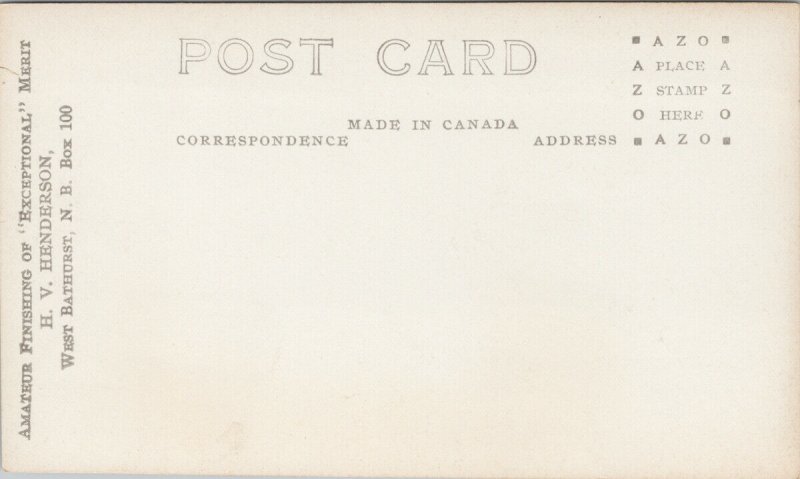 POST CARD
MADE IN CANADA
CORRESPONDENCE ADDRESS
AZO
A PLACE A
Z STAMP Z
O HERE O
AZO
AMATEUR FINISHING OF "EXCEPTIONAL" MERIT
H. V. HENDERSON,
WEST BATHURST, N. B. Box 100